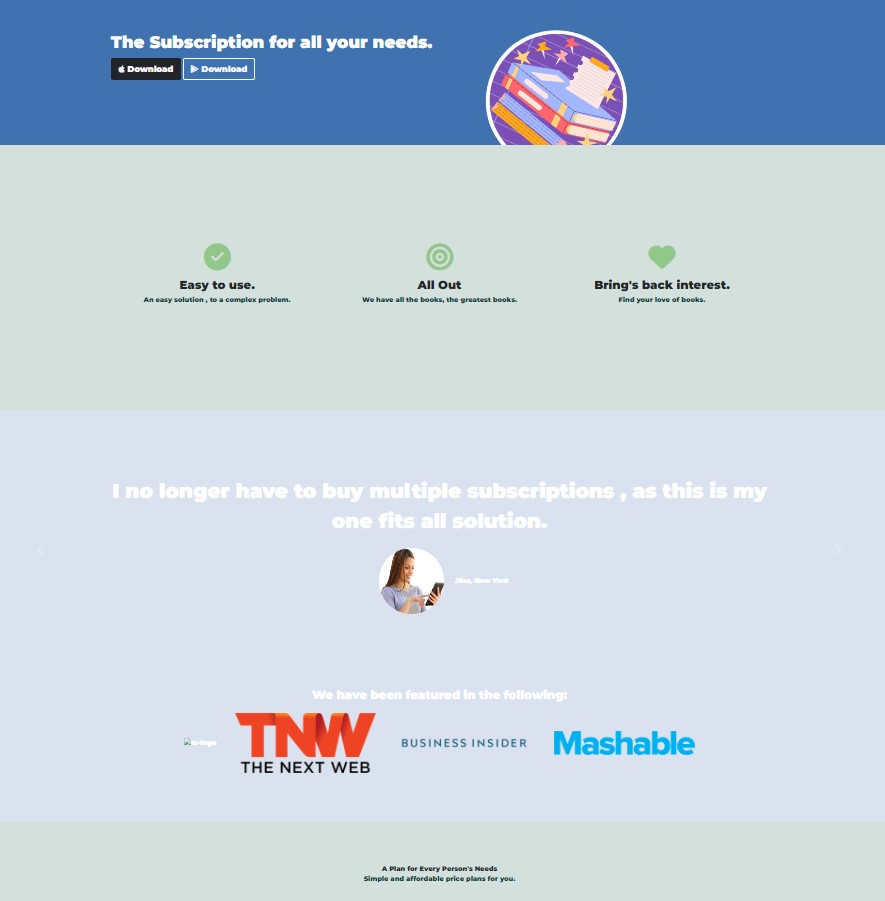 The Subscription for all your needs.
Download Download
Easy to use. All Out Bring's back interest.
An easy solution , to a complex problem. We have all the books, the greatest books. Find your love of books.
I no longer have to buy multiple subscriptions , as this is my
one fits all solution.
New York
We have been featured in the following:
TNW
THE NEXT WEB
BUSINESS INSIDER
Mashable
A Plan for Every Person's Needs
Simple and affordable price plans for you.